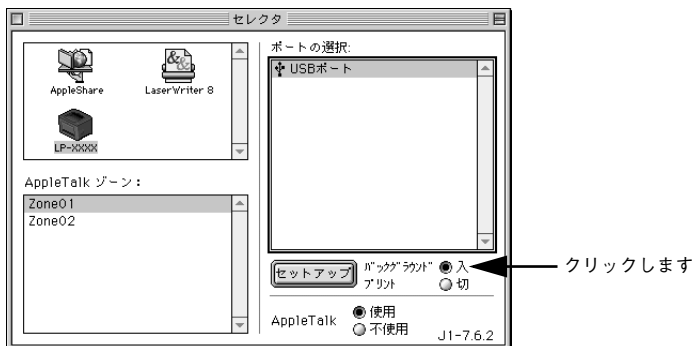 セレクタ
AppleShare
LaserWriter 8
LP-XXXX
AppleTalk ゾーン：
Zone01
Zone02
ポートの選択:
USBポート
セットアップ
ﾊﾞｯｸｸﾞﾗｳﾝﾄﾞ
ﾌﾟﾘﾝﾄ
入
切
クリックします
AppleTalk
使用
不使用
J1-7.6.2